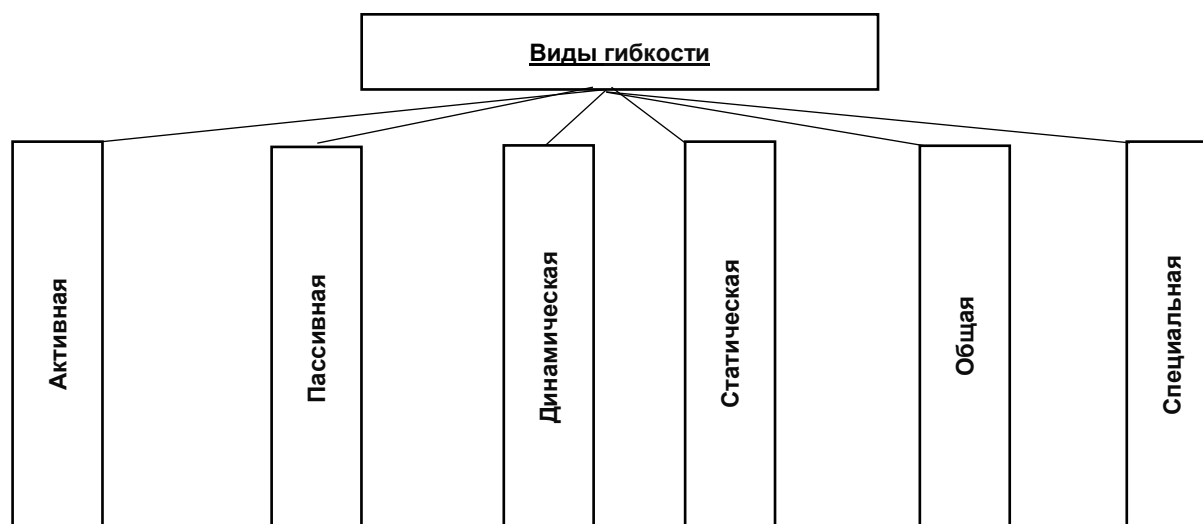 Виды гибкости
Активная
Пассивная
Динамическая
Статическая
Общая
Специальная